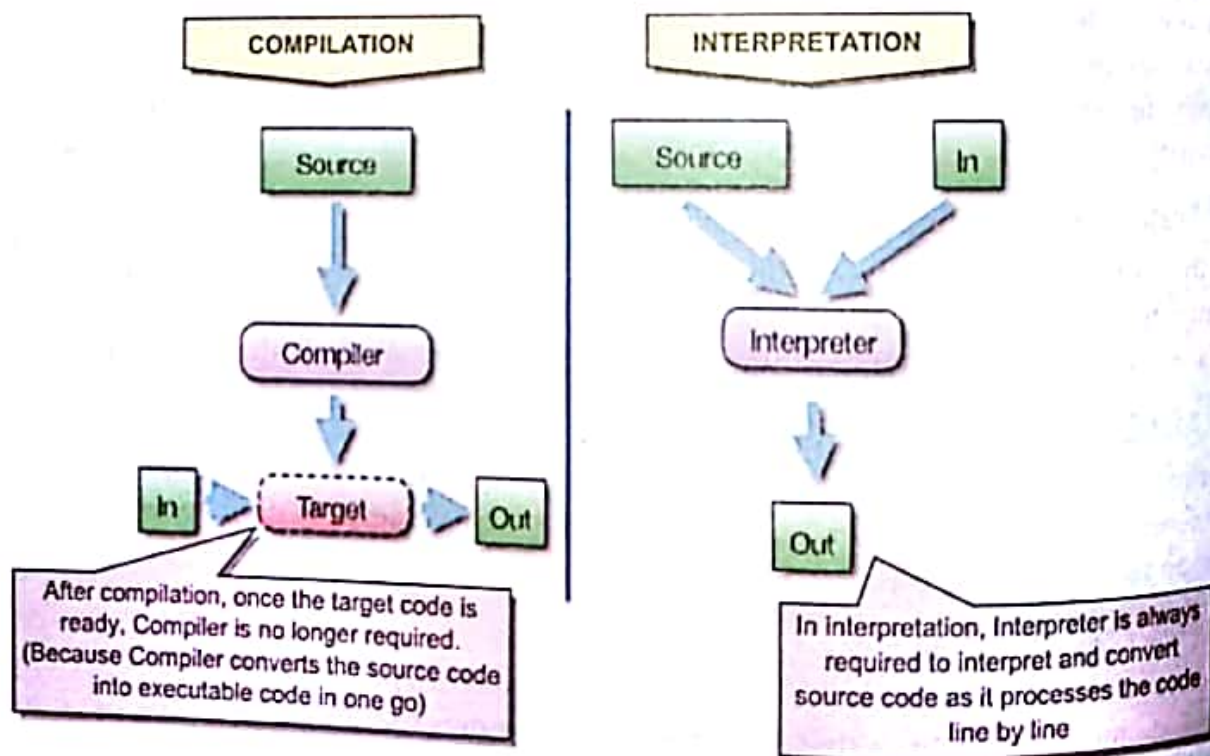 COMPILATION
Source
Compiler
In
Target
Out
After compilation, once the target code is
ready, Compiler is no longer required.
(Because Compiler converts the source code
into executable code in one go)
INTERPRETATION
Source
In
Interpreter
Out
In interpretation, Interpreter is always
required to interpret and convert
source code as it processes the code
line by line